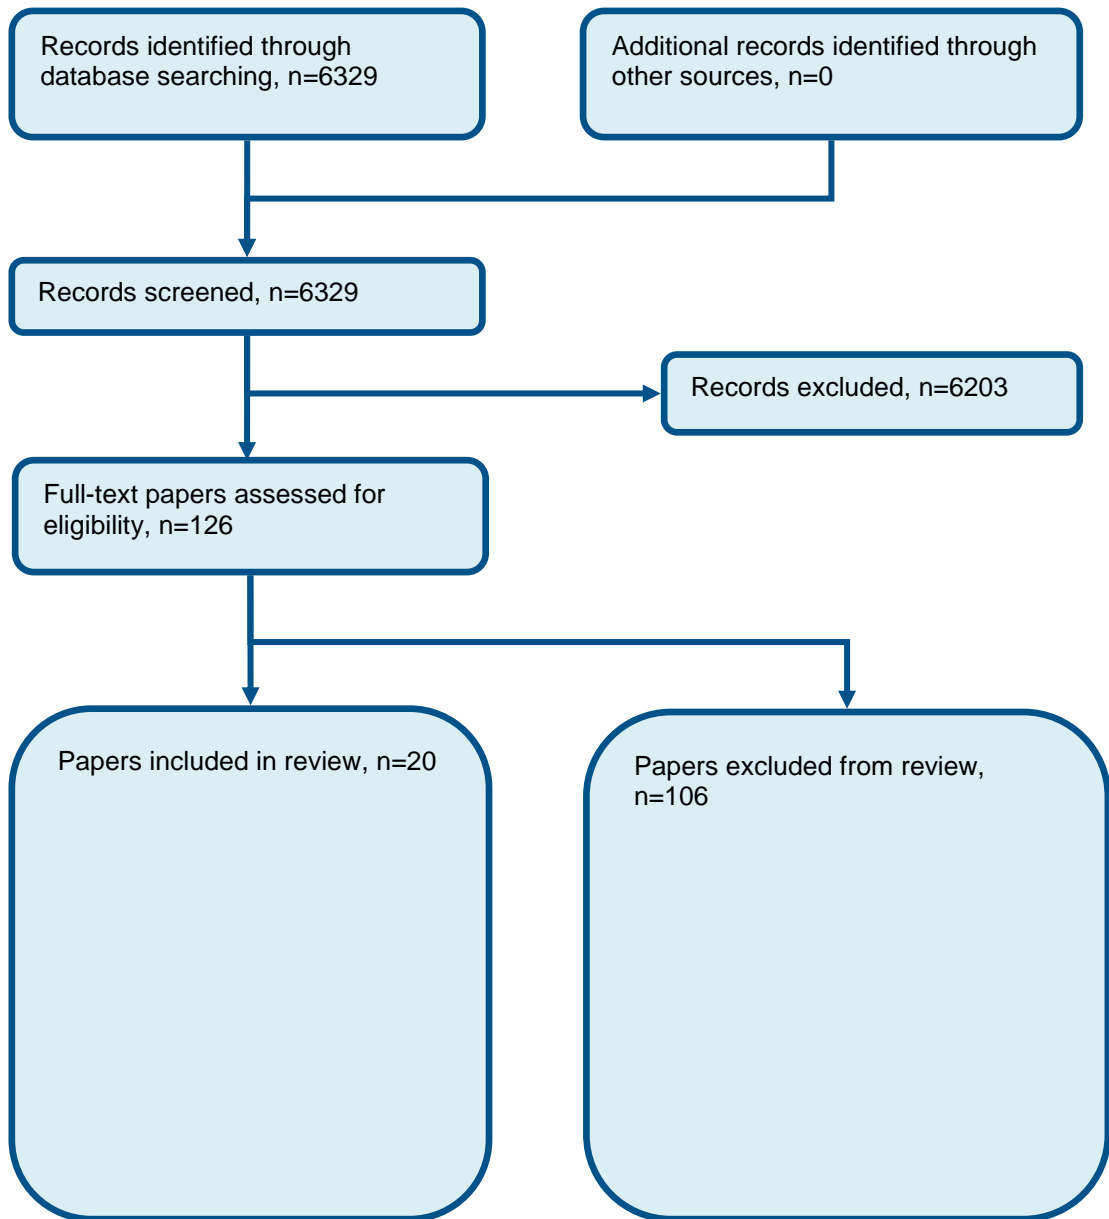 Records identified through
database searching, n=6329
Additional records identified through
other sources, n=0
Records screened, n=6329
Records excluded, n=6203
Full-text papers assessed for
eligibility, n=126
Papers included in review, n=20
Papers excluded from review,
n=106